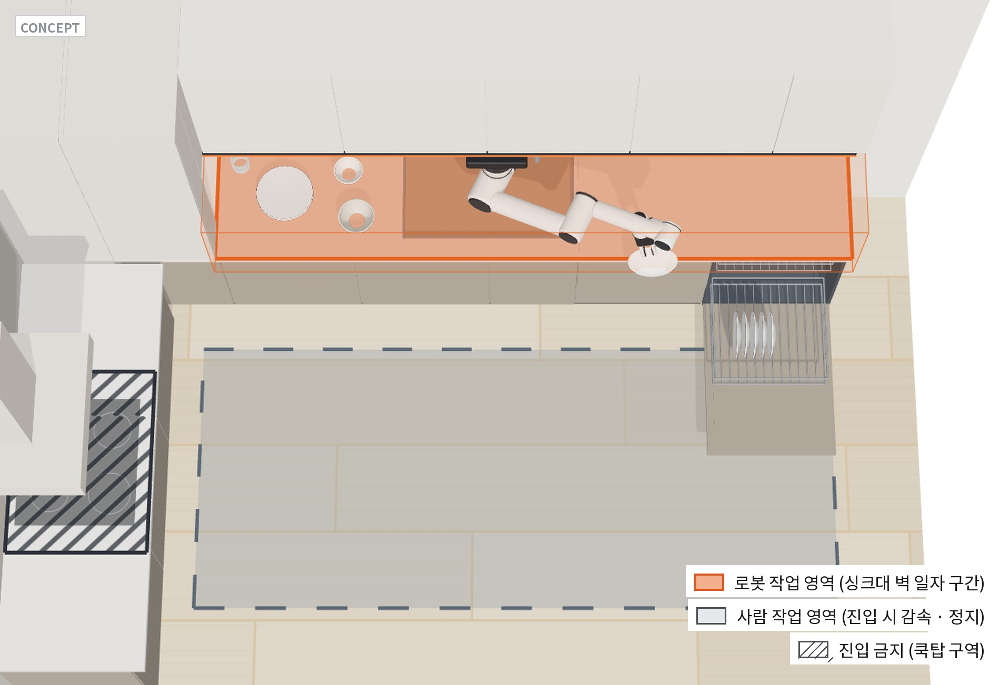 CONCEPT
로봇 작업 영역 (싱크대 벽 일자 구간)
사람 작업 영역 (진입 시 감속 · 정지)
진입 금지 (쿡탑 구역)